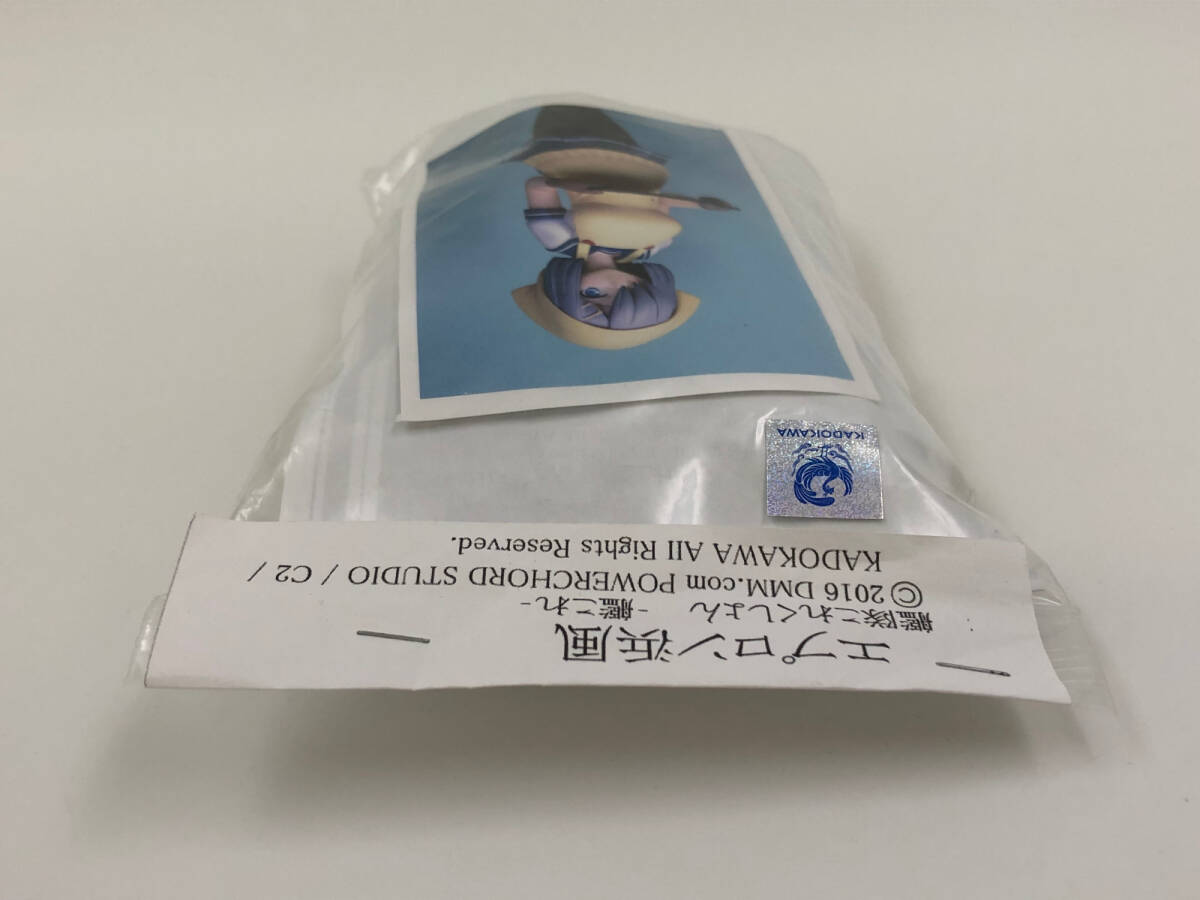 エプロン浜風
艦隊これくしょん -艦これ-
© 2016 DMM.com POWERCHORD STUDIO / C2 /
KADOKAWA All Rights Reserved.
KADOKAWA